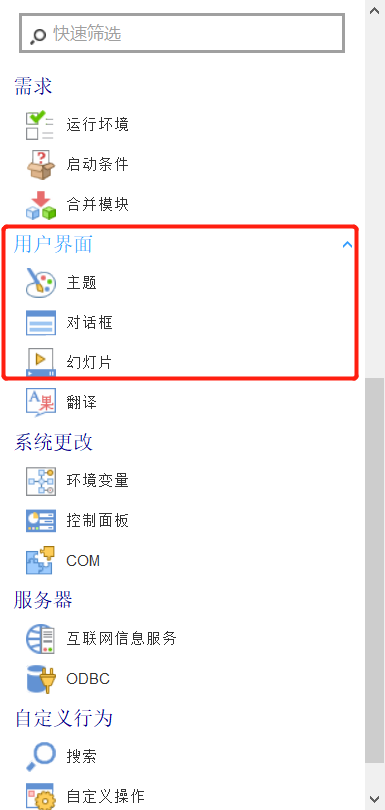 快速筛选
需求
运行环境
启动条件
合并模块
用户界面
主题
对话框
幻灯片
翻译
系统更改
环境变量
控制面板
COM
服务器
互联网信息服务
ODBC
自定义行为
搜索
自定义操作